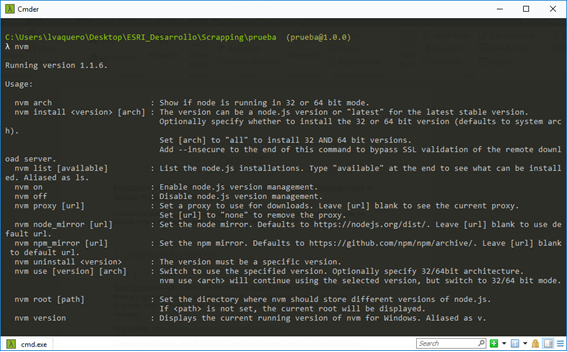 Cmder
C:\Users\lvaquero\Desktop\ESRI_Desarrollo\Scrapping\prueba (prueba@1.0.0)
λ nvm
Running version 1.1.6.
Usage:
nvm arch : Show if node is running in 32 or 64 bit mode.
nvm install <version> [arch] : The version can be a node.js version or "latest" for the latest stable version.
Optionally specify whether to install the 32 or 64 bit version (defaults to system arc
h).
Set [arch] to "all" to install 32 AND 64 bit versions.
Add --insecure to the end of this command to bypass SSL validation of the remote downl
oad server.
nvm list [available] : List the node.js installations. Type "available" at the end to see what can be install
ed. Aliased as ls.
nvm on : Enable node.js version management.
nvm off : Disable node.js version management.
nvm proxy [url] : Set a proxy to use for downloads. Leave [url] blank to see the current proxy.
Set [url] to "none" to remove the proxy.
nvm node_mirror [url] : Set the node mirror. Defaults to https://nodejs.org/dist/. Leave [url] blank to use de
fault url.
nvm npm_mirror [url] : Set the npm mirror. Defaults to https://github.com/npm/npm/archive/. Leave [url] blank
to default url.
nvm uninstall <version> : The version must be a specific version.
nvm use [version] [arch] : Switch to use the specified version. Optionally specify 32/64bit architecture.
nvm use <arch> will continue using the selected version, but switch to 32/64 bit mode.
nvm root [path] : Set the directory where nvm should store different versions of node.js.
If <path> is not set, the current root will be displayed.
nvm version : Displays the current running version of nvm for Windows. Aliased as v.
cmd.exe
Search